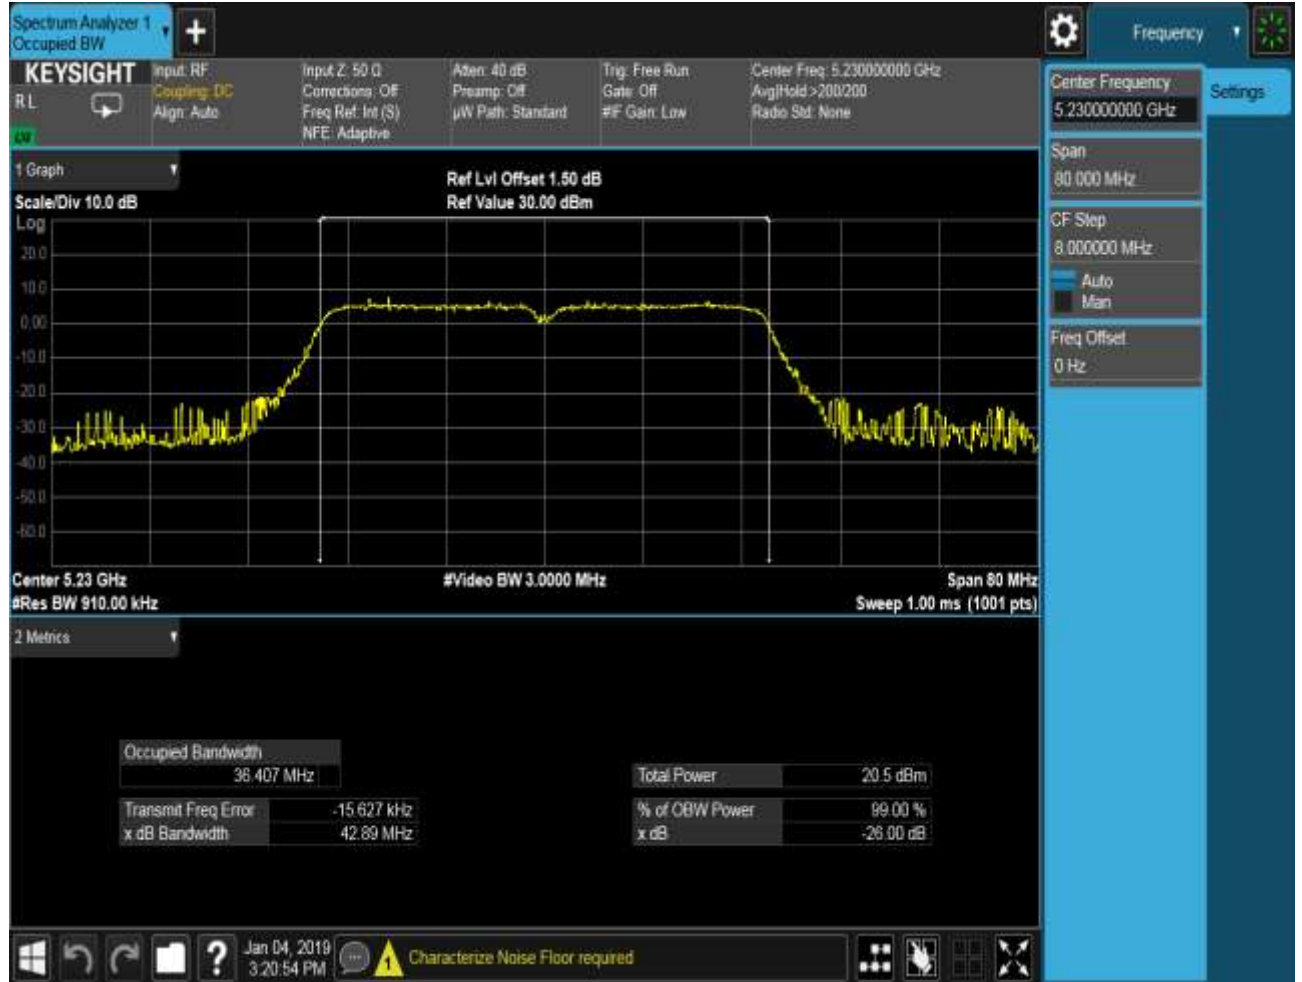 Spectrum Analyzer 1
Occupied BW
Frequency
KEYSIGHT
R L
Input: RF
Coupling: DC
Align: Auto
Input Z: 50 Ω
Corrections: Off
Freq Ref: Int (S)
NFE: Adaptive
Atten: 40 dB
Preamp: Off
µW Path: Standard
Trig: Free Run
Gate: Off
#IF Gain: Low
Center Freq: 5.230000000 GHz
Avg|Hold:>200/200
Radio Std: None
Center Frequency
5.230000000 GHz
Settings
Span
80.000 MHz
CF Step
8.000000 MHz
Auto
Man
Freq Offset
0 Hz
1 Graph
Scale/Div 10.0 dB
Ref Lvl Offset 1.50 dB
Ref Value 30.00 dBm
Log
20.0
10.0
0.00
-10.0
-20.0
-30.0
-40.0
-50.0
-60.0
Center 5.23 GHz
#Video BW 3.0000 MHz
Span 80 MHz
#Res BW 910.00 kHz
Sweep 1.00 ms (1001 pts)
2 Metrics
Occupied Bandwidth
36.407 MHz
Total Power
20.5 dBm
Transmit Freq Error
-15.627 kHz
% of OBW Power
99.00 %
x dB Bandwidth
42.89 MHz
x dB
-26.00 dB
Jan 04, 2019
3:20:54 PM
1
Characterize Noise Floor required